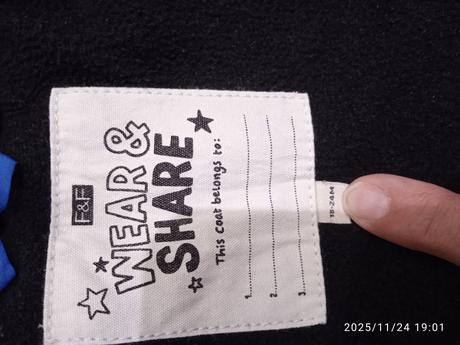 F&F
WEAR &
SHARE
This coat belongs to:
1.
2.
3.
18-24M
2025/11/24 19:01